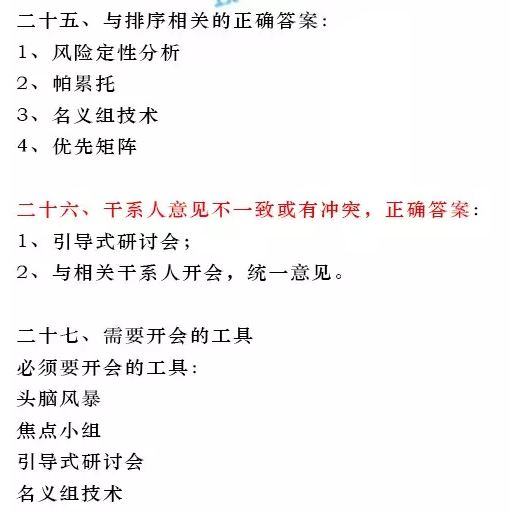 二十五、与排序相关的正确答案：
1、风险定性分析
2、帕累托
3、名义组技术
4、优先矩阵
二十六、干系人意见不一致或有冲突，正确答案：
1、引导式研讨会；
2、与相关干系人开会，统一意见。
二十七、需要开会的工具
必须要开会的工具：
头脑风暴
焦点小组
引导式研讨会
名义组技术